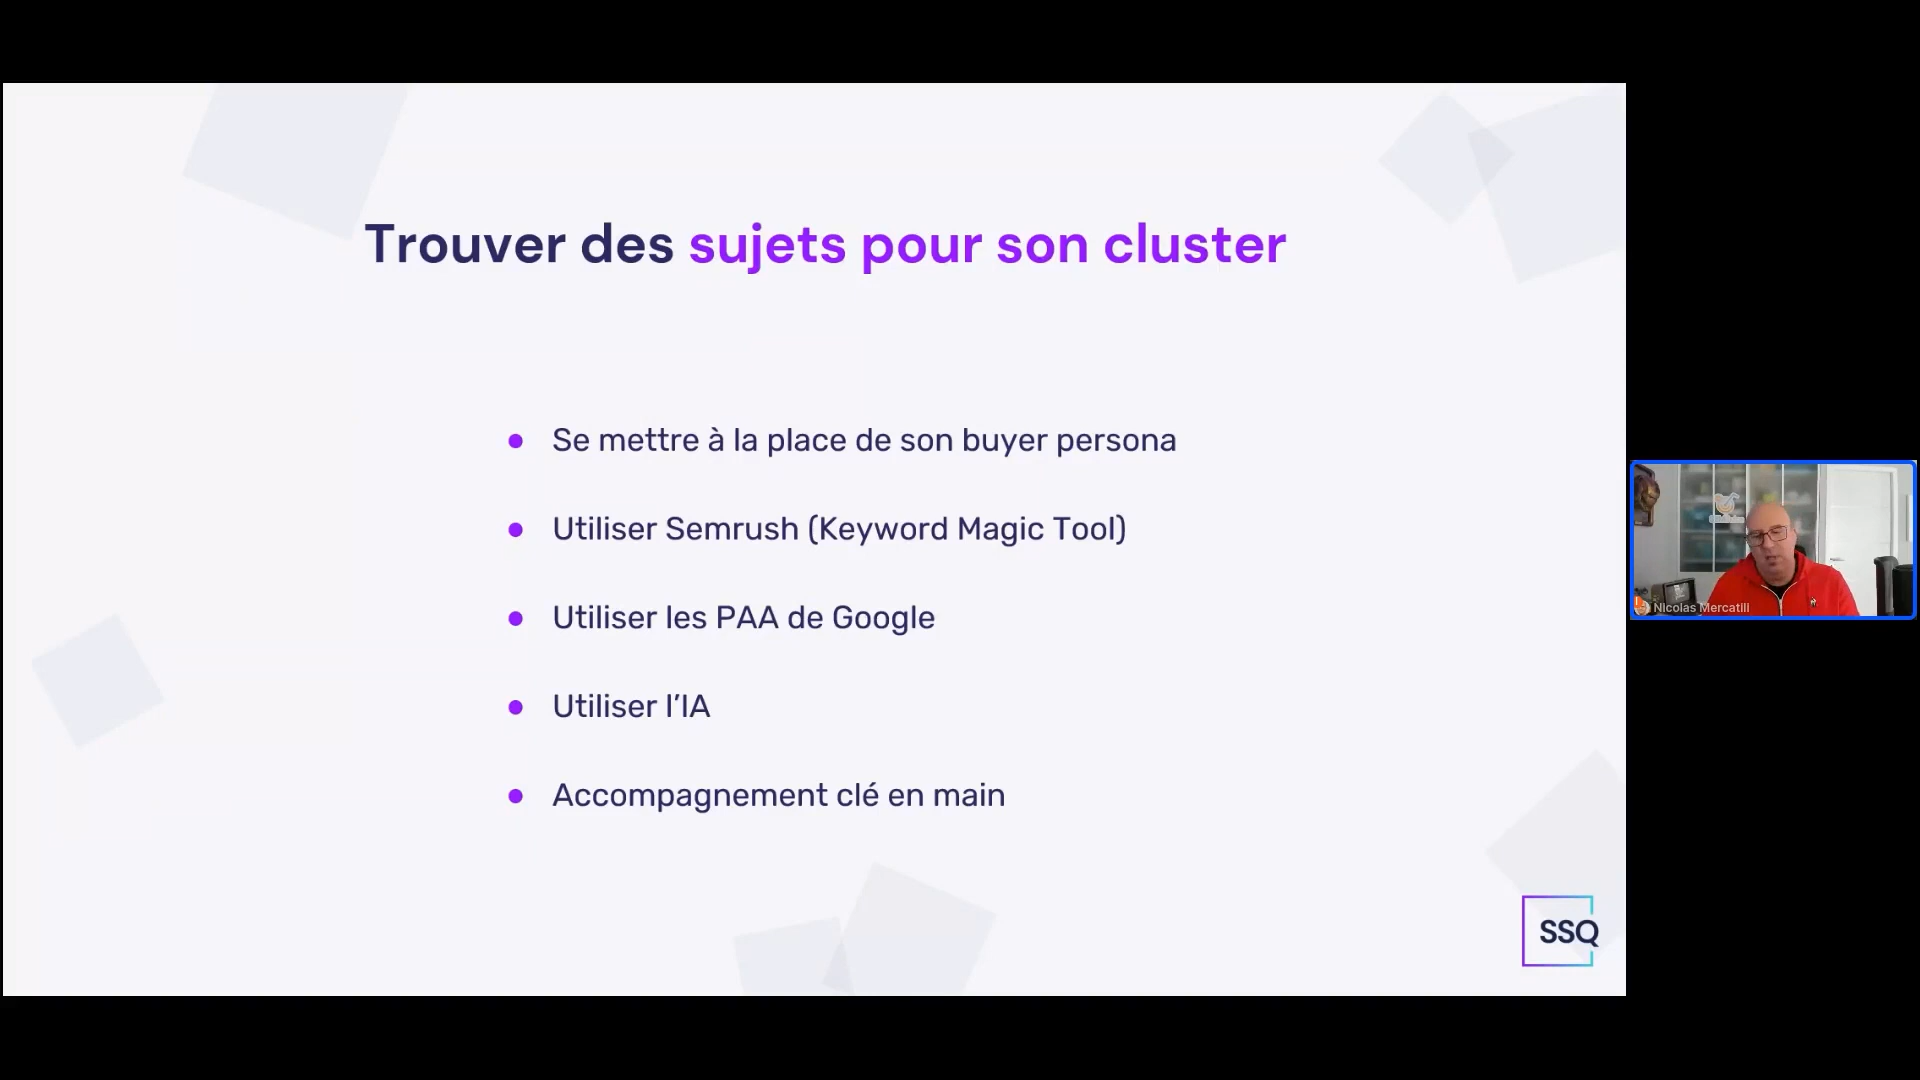 Trouver des sujets pour son cluster
● Se mettre à la place de son buyer persona
● Utiliser Semrush (Keyword Magic Tool)
● Utiliser les PAA de Google
● Utiliser l’IA
● Accompagnement clé en main
SSQ
Nicolas Mercatili